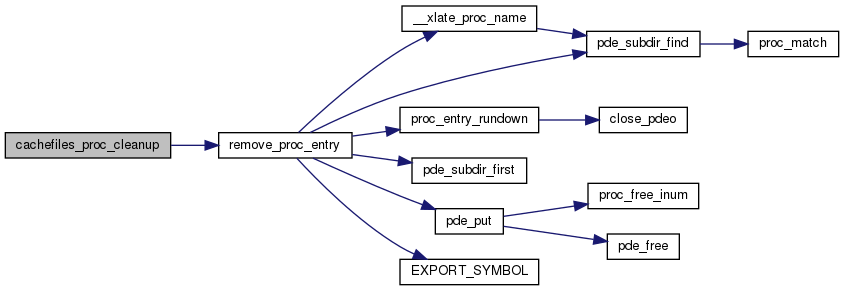 __xlate_proc_name
pde_subdir_find
proc_match
proc_entry_rundown
close_pdeo
cachefiles_proc_cleanup
remove_proc_entry
pde_subdir_first
proc_free_inum
pde_put
pde_free
EXPORT_SYMBOL